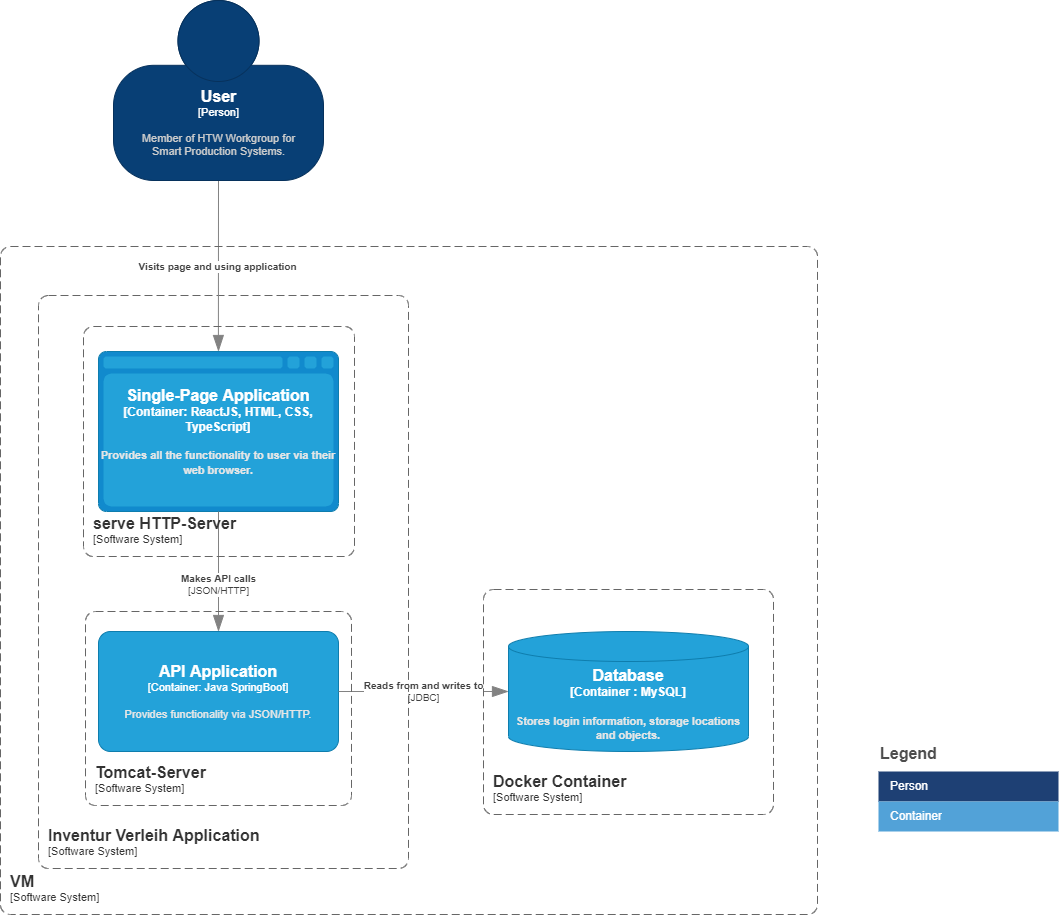 User
[Person]
Member of HTW Workgroup for
Smart Production Systems.
Visits page and using application
Single-Page Application
[Container: ReactJS, HTML, CSS,
TypeScript]
Provides all the functionality to user via their
web browser.
serve HTTP-Server
[Software System]
Makes API calls
[JSON/HTTP]
API Application
[Container: Java SpringBoot]
Provides functionality via JSON/HTTP.
Tomcat-Server
[Software System]
Reads from and writes to
[JDBC]
Database
[Container : MySQL]
Stores login information, storage locations
and objects.
Docker Container
[Software System]
Inventur Verleih Application
[Software System]
VM
[Software System]
Legend
Person
Container